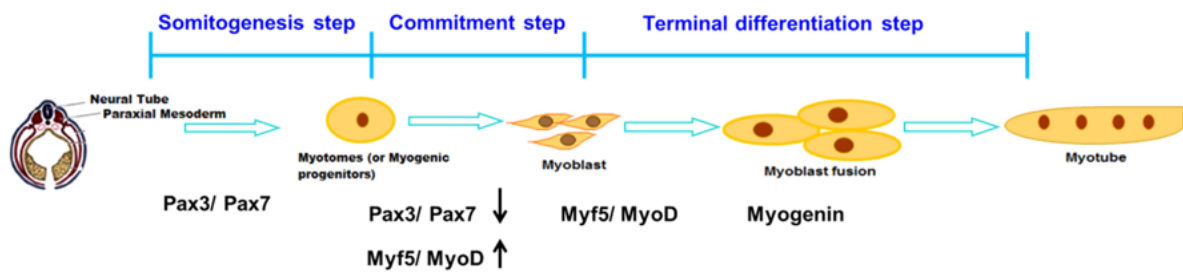 Somitogenesis step
Commitment step
Terminal differentiation step
Neural Tube
Paraxial Mesoderm
Myotomes (or Myogenic
progenitors)
Myoblast
Myoblast fusion
Myotube
Pax3/ Pax7
Pax3/ Pax7 ↓
Myf5/ MyoD ↑
Myf5/ MyoD
Myogenin